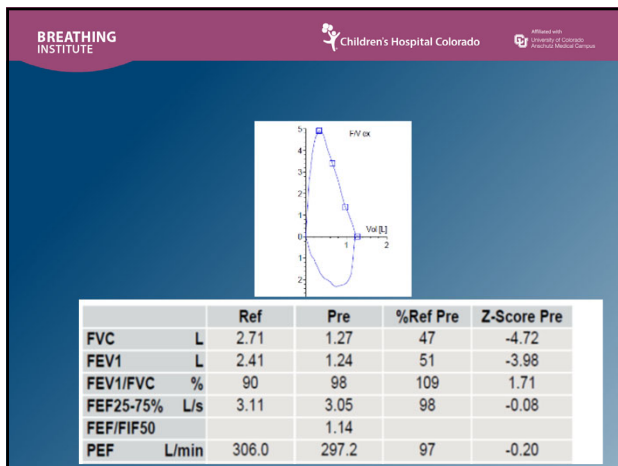 BREATHING
INSTITUTE
Children's Hospital Colorado
Affiliated with
University of Colorado
Anschutz Medical Campus
F/V ex
5
4
3
2
1
0
1
2
Vol [L]
1
2
Ref Pre %Ref Pre Z-Score Pre
FVC L 2.71 1.27 47 -4.72
FEV1 L 2.41 1.24 51 -3.98
FEV1/FVC % 90 98 109 1.71
FEF25-75% L/s 3.11 3.05 98 -0.08
FEF/FIF50 1.14
PEF L/min 306.0 297.2 97 -0.20